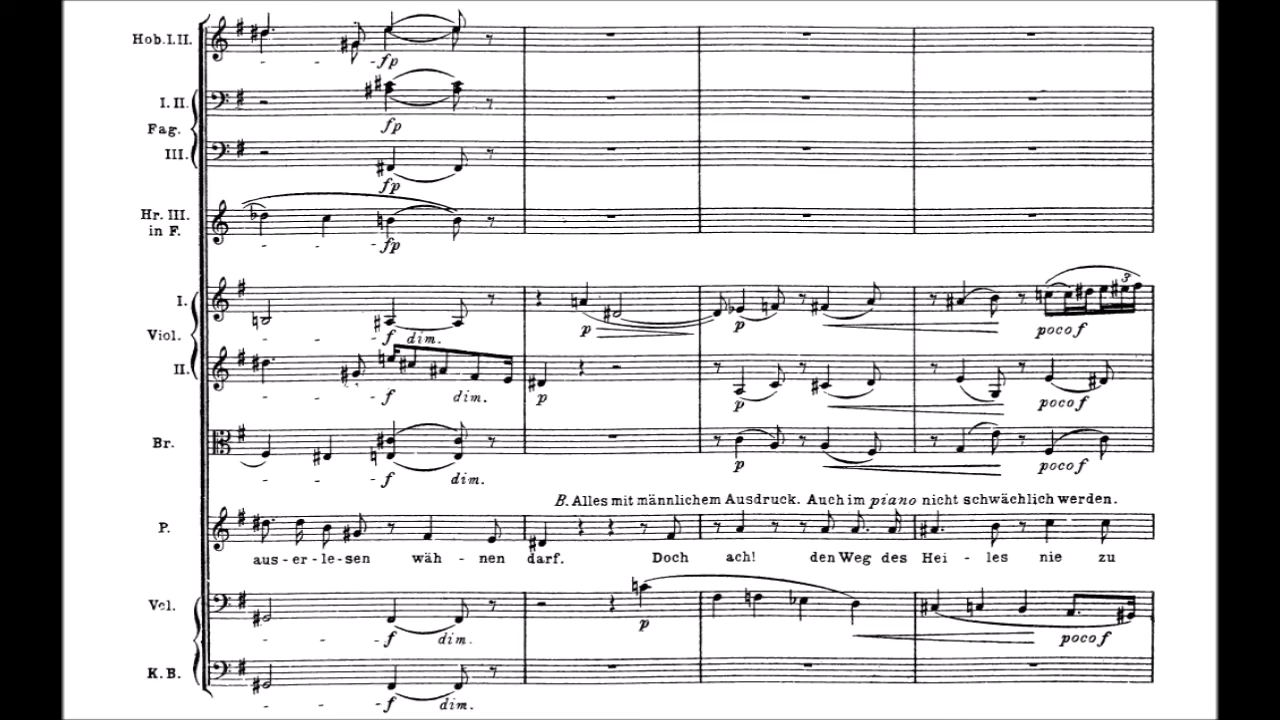 Hob.I.II.
- - - fp
I. II.
Fag.
fp
III.
fp
Hr. III.
in F.
- - - fp
I.
Viol.
- - - f dim.
p
p
poco f
3
II.
- - - f dim.
p
p
poco f
Br.
- - - f dim.
p
poco f
B. Alles mit männlichem Ausdruck. Auch im piano nicht schwächlich werden.
P.
aus - er - le - sen wäh - nen darf. Doch ach! den Weg des Hei - les nie zu
Vcl.
- - - f dim.
p
poco f
K.B.
- - - f dim.